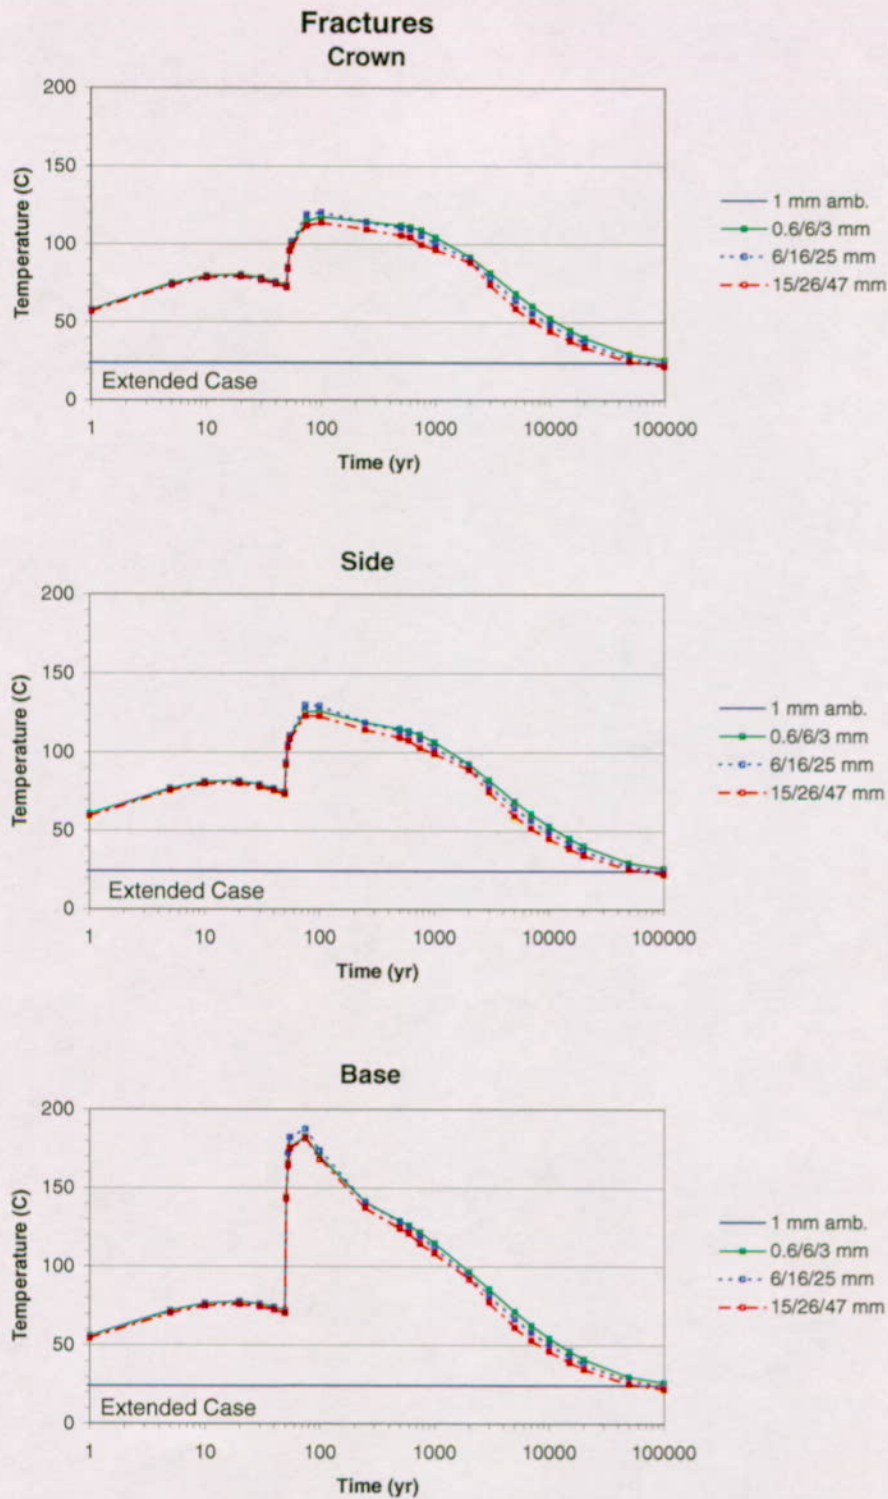 Fractures
Crown
200
150
100
50
0
Temperature (C)
Extended Case
1 10 100 1000 10000 100000
Time (yr)
1 mm amb.
0.6/6/3 mm
6/16/25 mm
15/26/47 mm
Side
200
150
100
50
0
Temperature (C)
Extended Case
1 10 100 1000 10000 100000
Time (yr)
1 mm amb.
0.6/6/3 mm
6/16/25 mm
15/26/47 mm
Base
200
150
100
50
0
Temperature (C)
Extended Case
1 10 100 1000 10000 100000
Time (yr)
1 mm amb.
0.6/6/3 mm
6/16/25 mm
15/26/47 mm